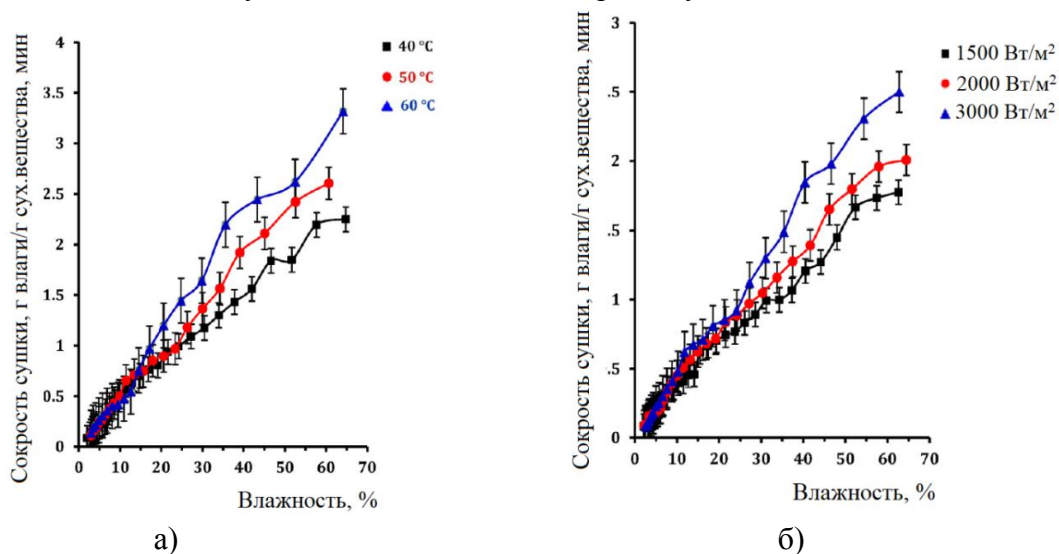 Сокрость сушки, г влаги/г сух.вещества, мин
4
3.5
3
2.5
2
1.5
1
0.5
0
0 10 20 30 40 50 60 70
Влажность, %
40 °C
50 °C
60 °C
а)
Сокрость сушки, г влаги/г сух.вещества, мин
3
.5
2
.5
1
.5
0
0 10 20 30 40 50 60 70
Влажность, %
1500 Вт/м²
2000 Вт/м²
3000 Вт/м²
б)